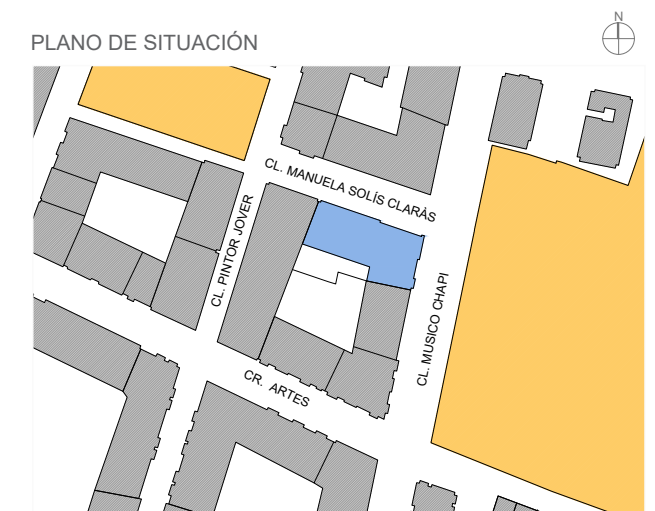 N
PLANO DE SITUACIÓN
CL. MANUELA SOLÍS CLARÀS
CL. PINTOR JOVER
CL. MUSICO CHAPI
CR. ARTES